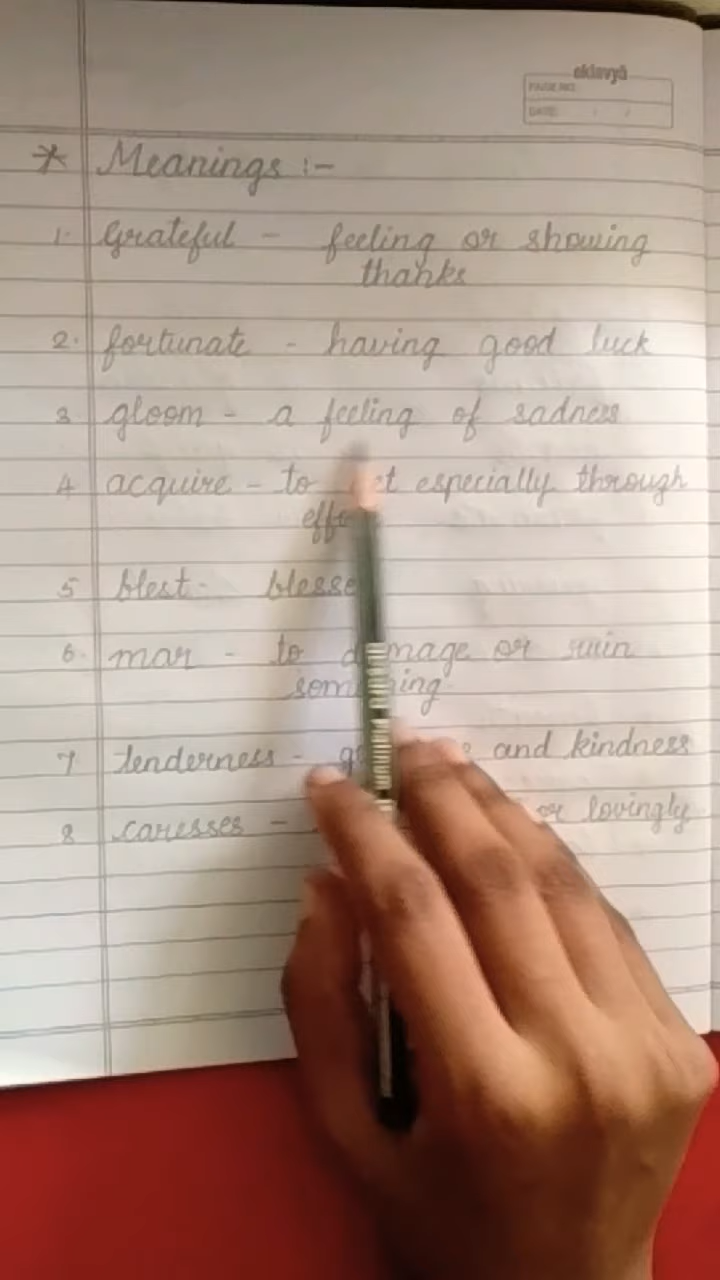 eklavya
PAGE NO.
DATE: / /
* Meanings :-
1. Grateful - feeling or showing
thanks
2. fortunate - having good luck
3 gloom - a feeling of sadness
4 acquire - to especially through
5 blest -
6. mar - to or ruin
7 tenderness - and kindness
8 caresses - or lovingly
platinum